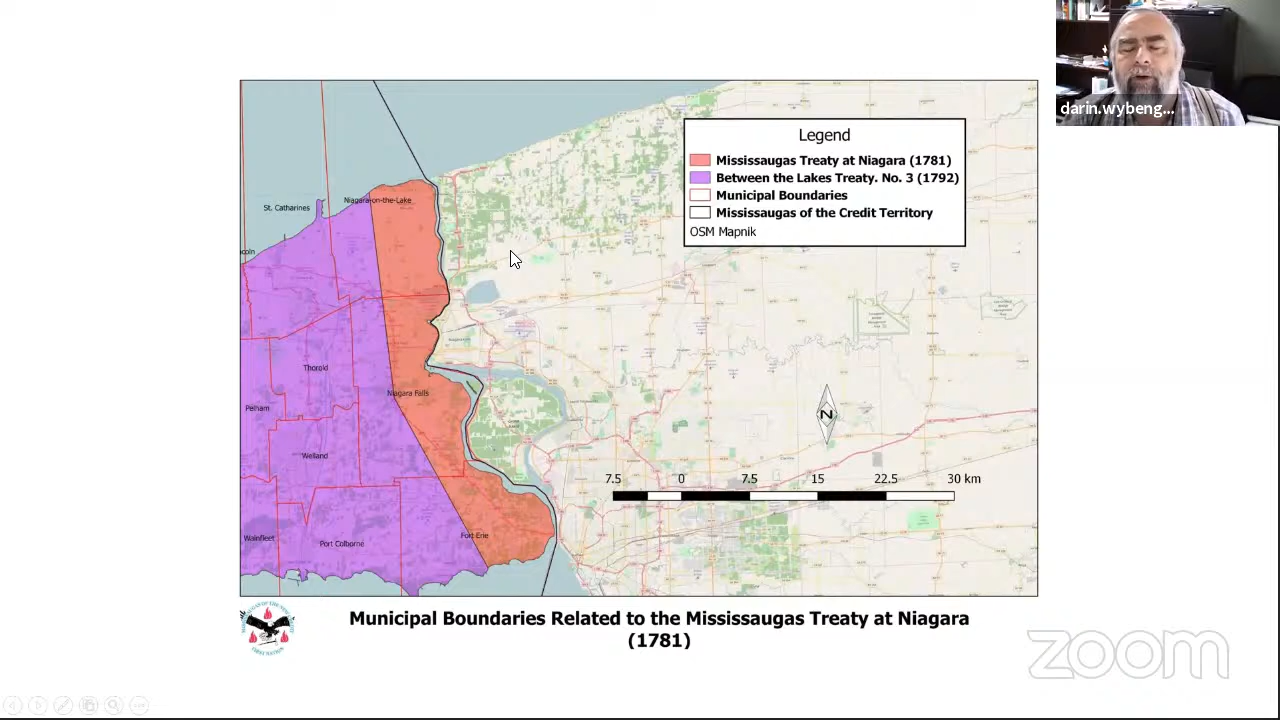 darin.wybeng...
Legend
Mississaugas Treaty at Niagara (1781)
Between the Lakes Treaty. No. 3 (1792)
Municipal Boundaries
Mississaugas of the Credit Territory
OSM Mapnik
Niagara-on-the-Lake
St. Catharines
coln
Thorold
Niagara Falls
Pelham
Welland
Fort Erie
Wainfleet
Port Colborne
N
7.5 0 7.5 15 22.5 30 km
Municipal Boundaries Related to the Mississaugas Treaty at Niagara
(1781)
zoom